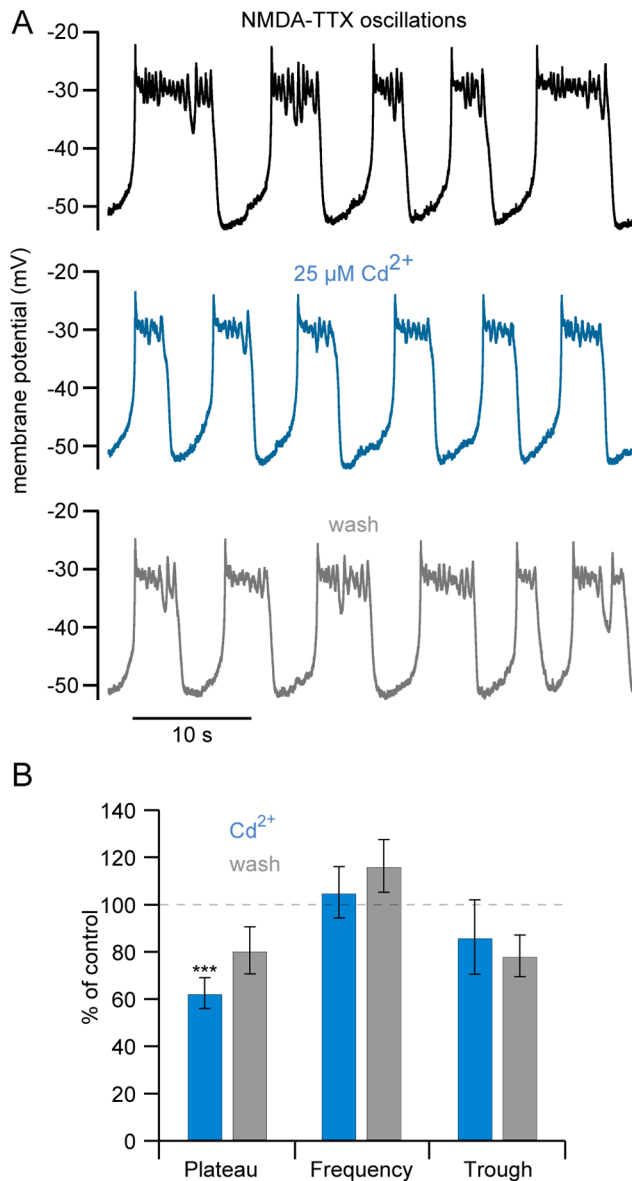 A
NMDA-TTX oscillations
-20
-30
-40
-50
25 µM Cd2+
-20
-30
-40
-50
membrane potential (mV)
wash
-20
-30
-40
-50
10 s
B
140
120
100
80
60
40
20
0
% of control
Cd2+
wash
***
Plateau Frequency Trough